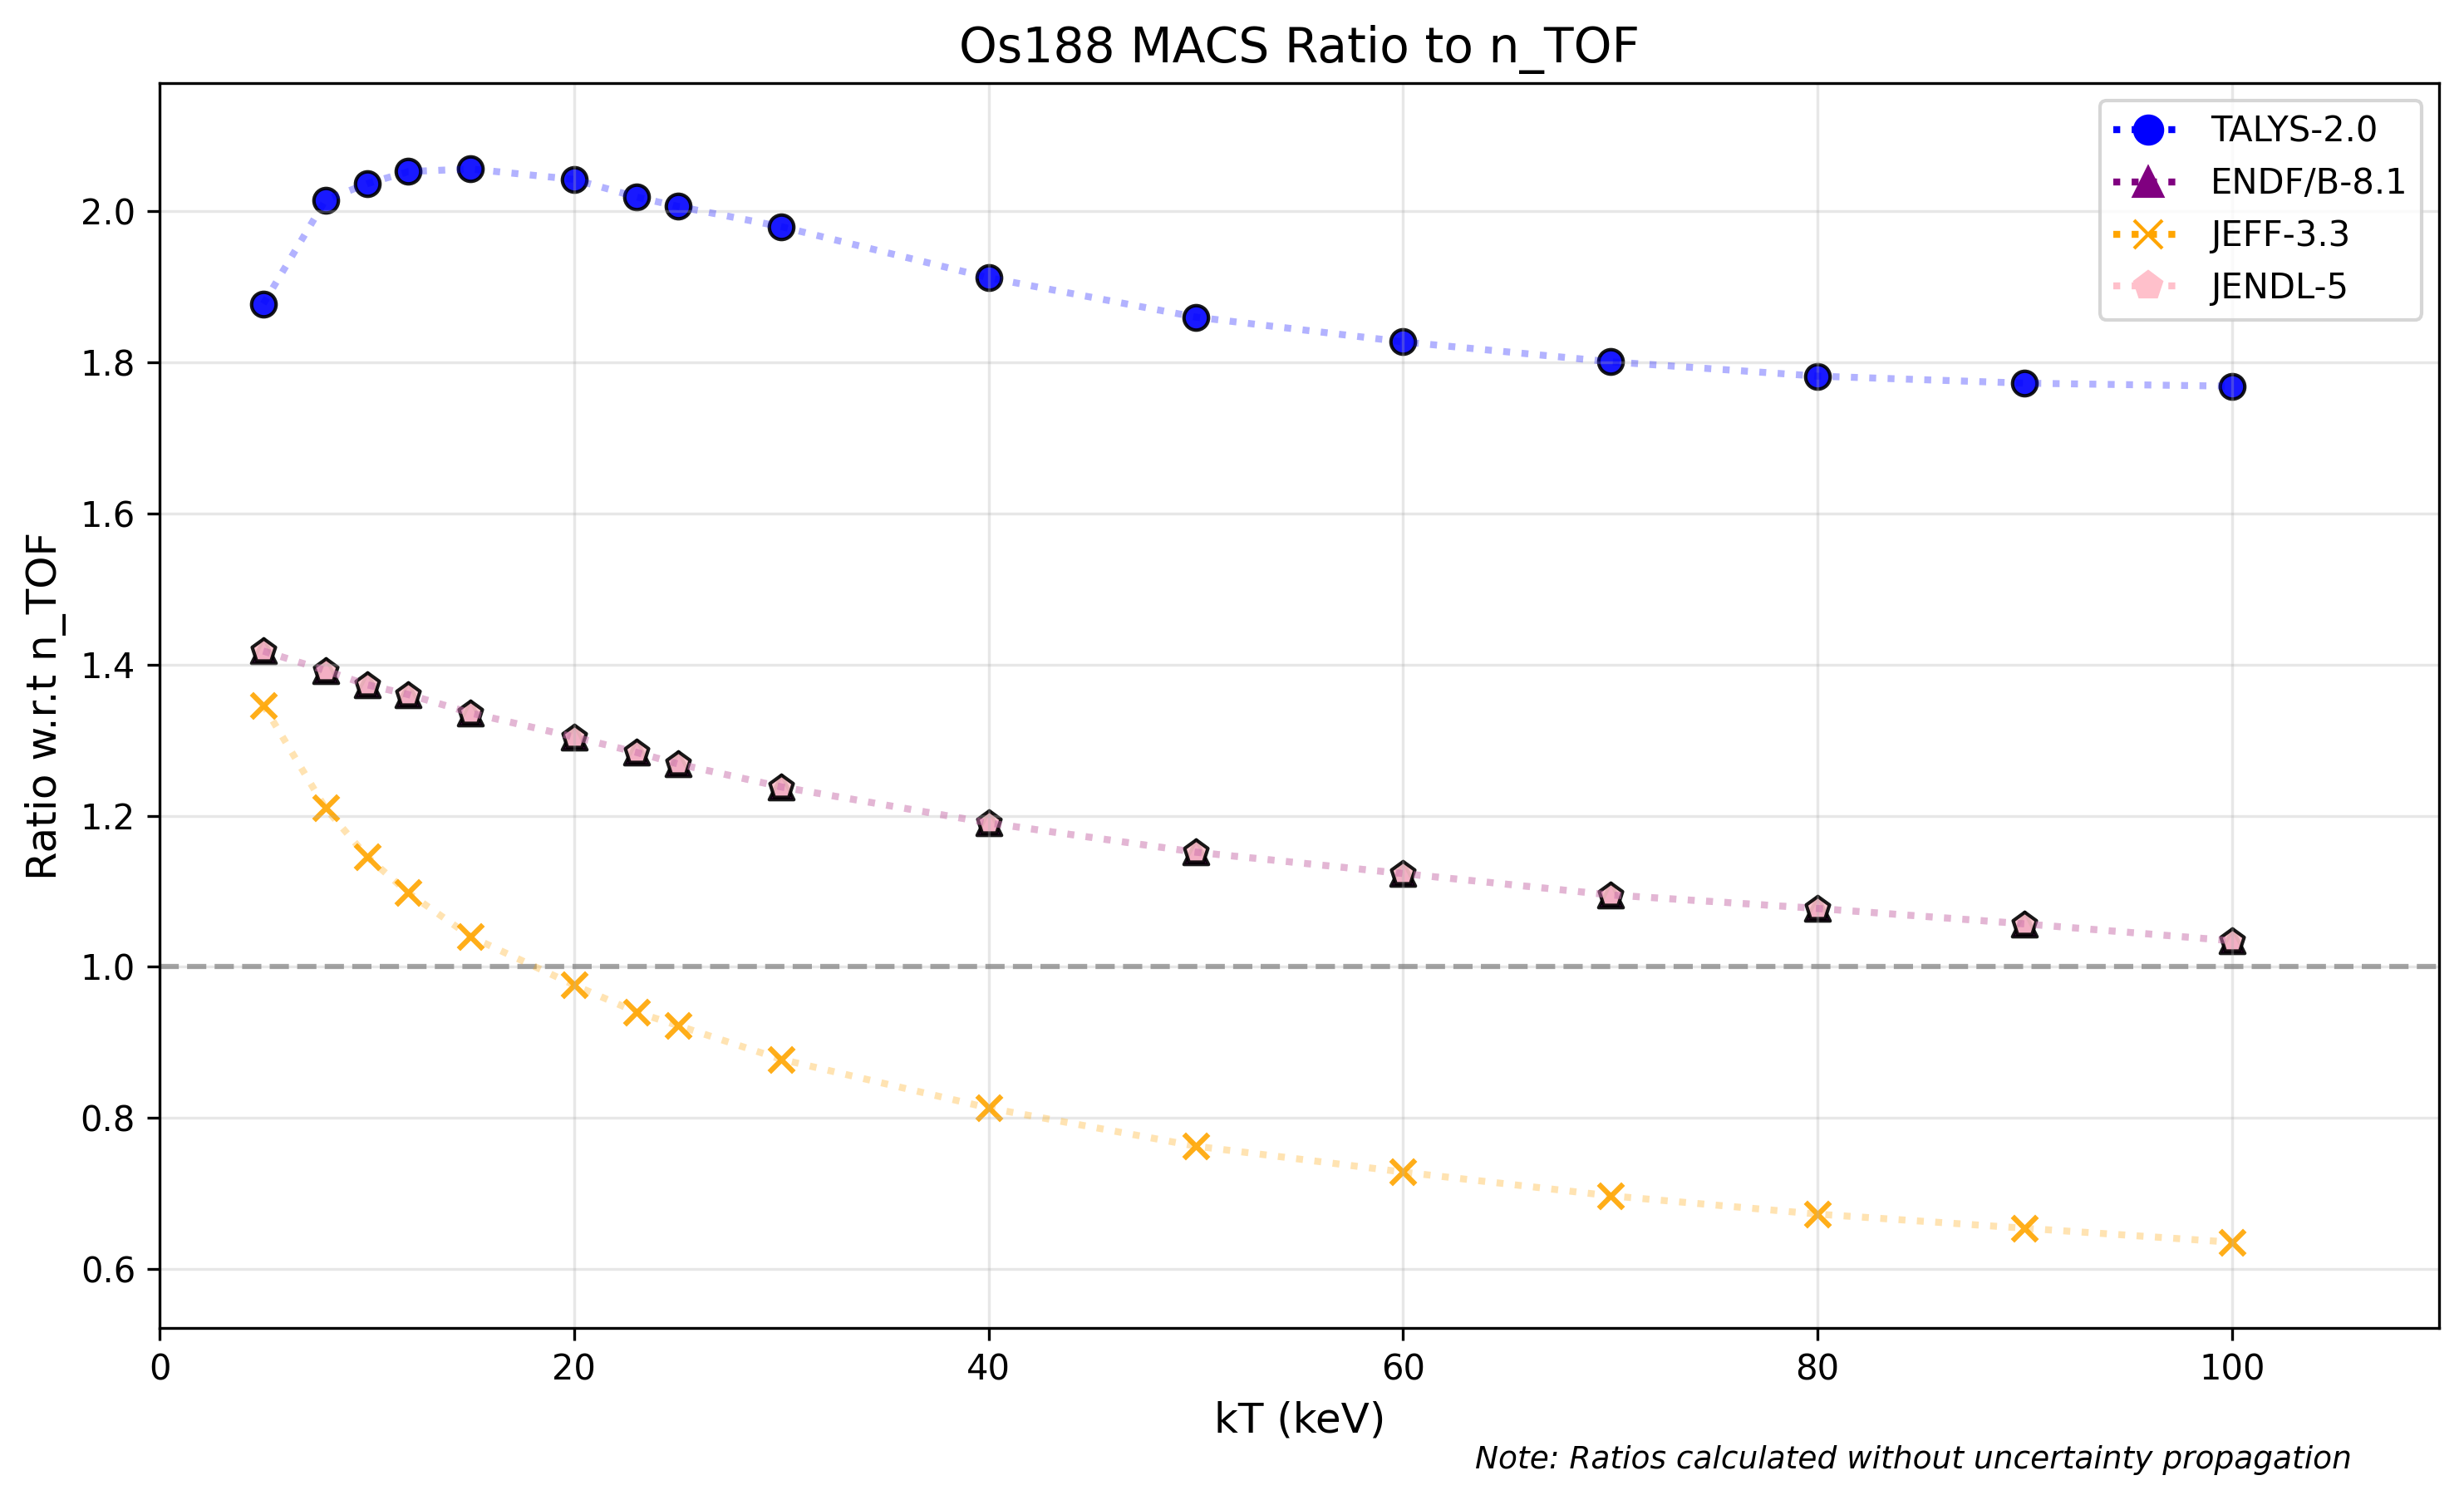 Os188 MACS Ratio to n_TOF
TALYS-2.0
ENDF/B-8.1
JEFF-3.3
JENDL-5
Ratio w.r.t n_TOF
2.0
1.8
1.6
1.4
1.2
1.0
0.8
0.6
0
20
40
60
80
100
kT (keV)
Note: Ratios calculated without uncertainty propagation